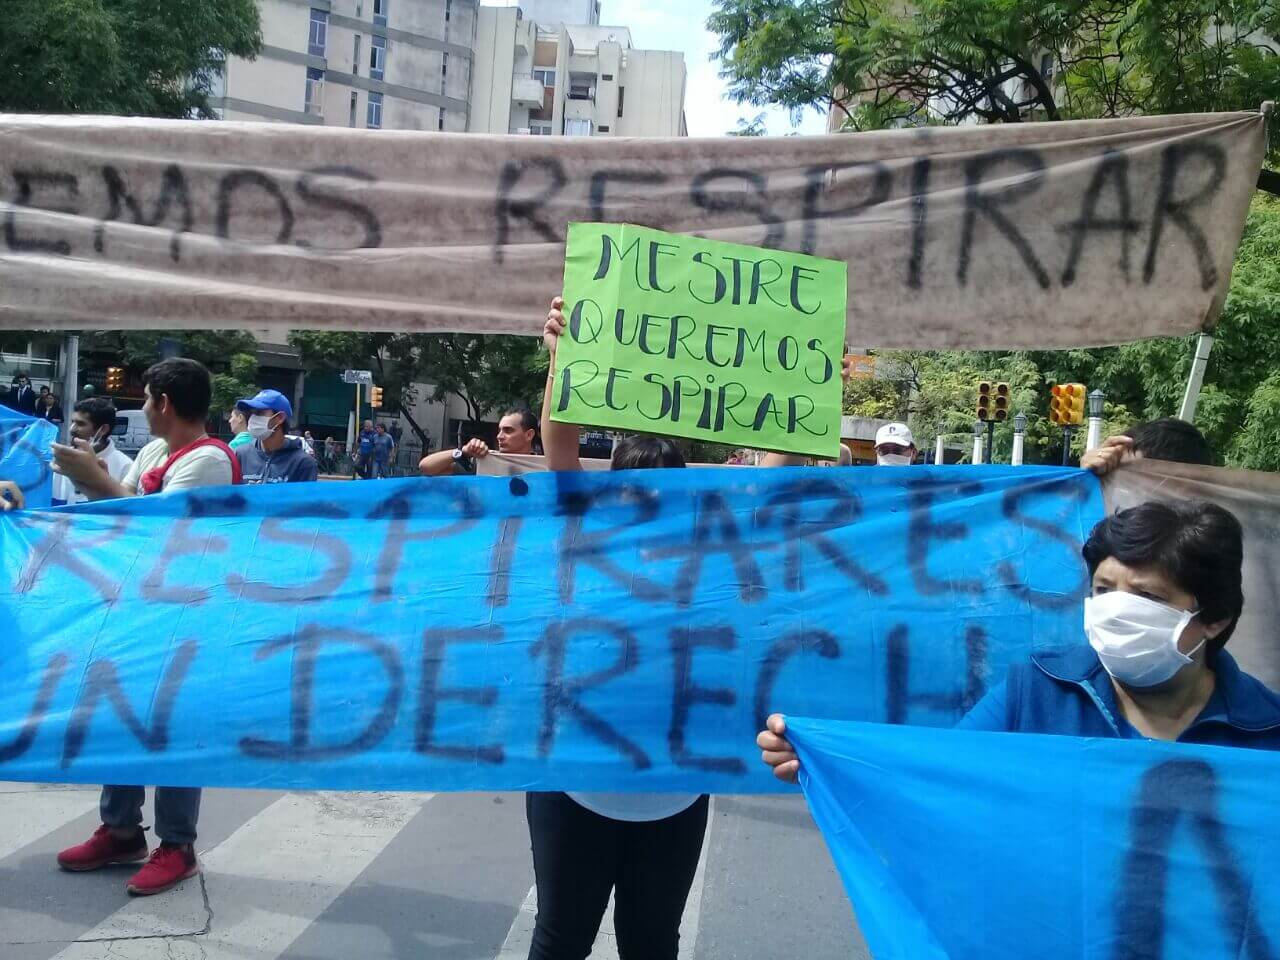 EMOS RESPIRAR
MESTRE
QUEREMOS
RESPIRAR
RESPIRAR ES
UN DERECH